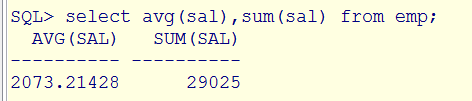 SQL> select avg(sal),sum(sal) from emp;
  AVG(SAL)   SUM(SAL)
---------- ----------
2073.21428      29025